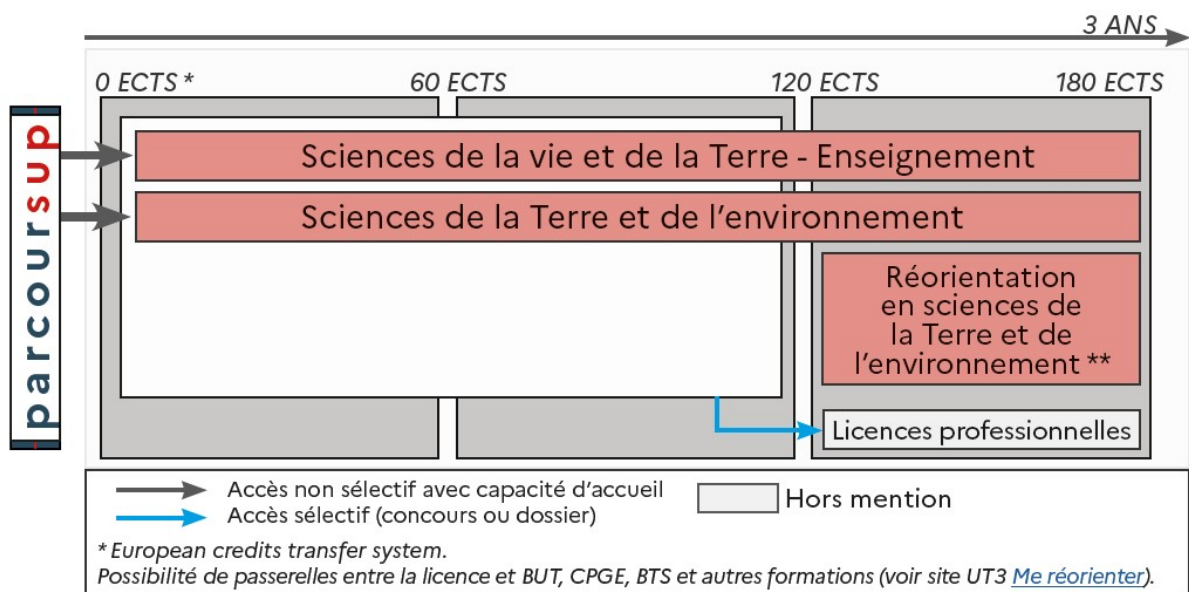 3 ANS
0 ECTS *
60 ECTS
120 ECTS
180 ECTS
parcoursup
Sciences de la vie et de la Terre - Enseignement
Sciences de la Terre et de l'environnement
Réorientation
en sciences de
la Terre et de
l'environnement **
Licences professionnelles
Accès non sélectif avec capacité d'accueil
Hors mention
Accès sélectif (concours ou dossier)
* European credits transfer system.
Possibilité de passerelles entre la licence et BUT, CPGE, BTS et autres formations (voir site UT3 Me réorienter).